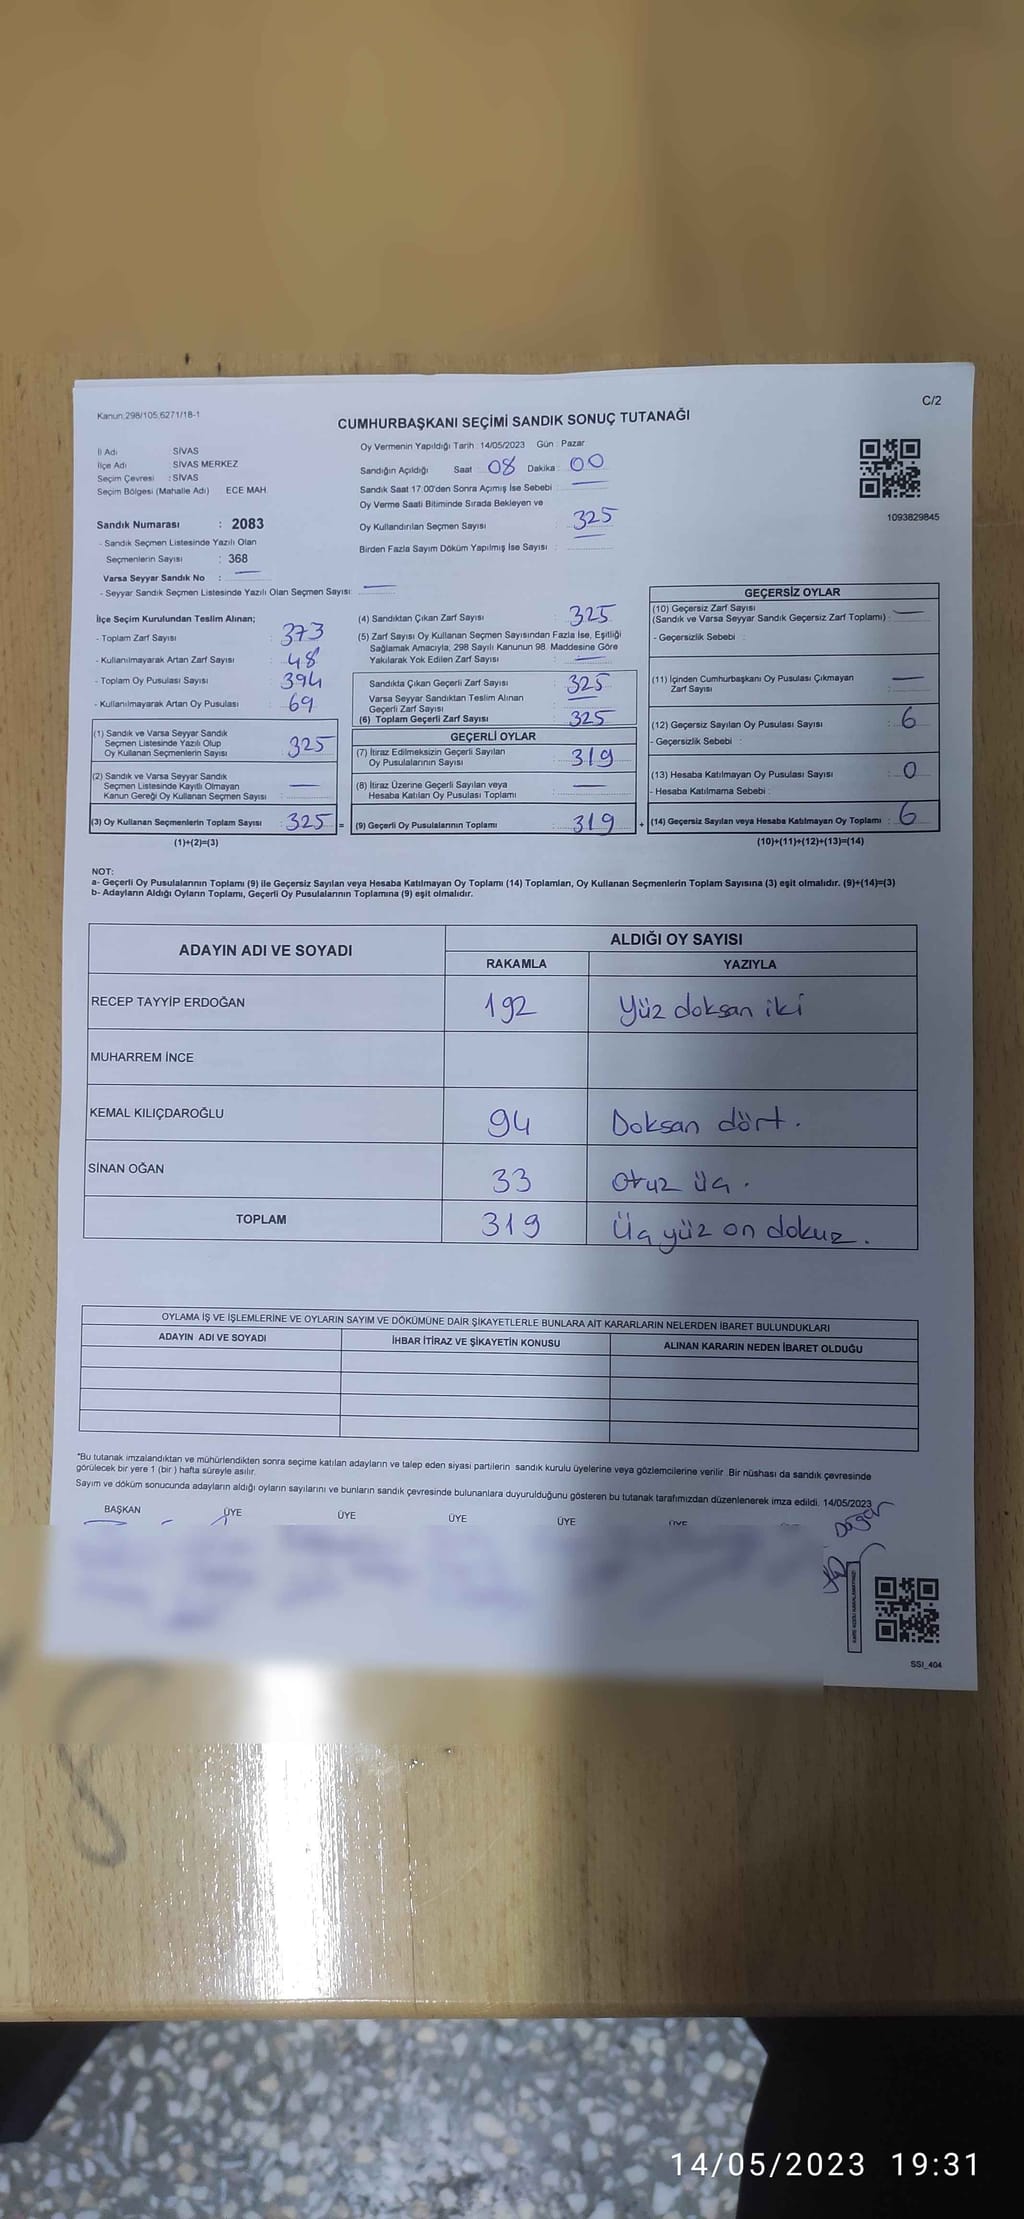 Kanun:298/105;6271/18-1
C/2
CUMHURBAŞKANI SEÇİMİ SANDIK SONUÇ TUTANAĞI
İl Adı SİVAS
İlçe Adı SİVAS MERKEZ
Seçim Çevresi : SİVAS
Seçim Bölgesi (Mahalle Adı) ECE MAH.
Sandık Numarası : 2083
- Sandık Seçmen Listesinde Yazılı Olan
Seçmenlerin Sayısı : 368
Varsa Seyyar Sandık No : —
- Seyyar Sandık Seçmen Listesinde Yazılı Olan Seçmen Sayısı: —
Oy Vermenin Yapıldığı Tarih : 14/05/2023 Gün : Pazar
Sandığın Açıldığı Saat 08 Dakika : 00
Sandık Saat 17:00'den Sonra Açımış İse Sebebi : —
Oy Verme Saati Bitiminde Sırada Bekleyen ve
Oy Kullandırılan Seçmen Sayısı : 325
Birden Fazla Sayım Döküm Yapılmış İse Sayısı :
1093829845
İlçe Seçim Kurulundan Teslim Alınan;
- Toplam Zarf Sayısı : 373
- Kullanılmayarak Artan Zarf Sayısı : 48
- Toplam Oy Pusulası Sayısı : 394
- Kullanılmayarak Artan Oy Pusulası : 69
(1) Sandık ve Varsa Seyyar Sandık
Seçmen Listesinde Yazılı Olup
Oy Kullanan Seçmenlerin Sayısı : 325
(2) Sandık ve Varsa Seyyar Sandık
Seçmen Listesinde Kayıtlı Olmayan
Kanun Gereği Oy Kullanan Seçmen Sayısı : —
(3) Oy Kullanan Seçmenlerin Toplam Sayısı : 325 =
(1)+(2)=(3)
(4) Sandıktan Çıkan Zarf Sayısı : 325
(5) Zarf Sayısı Oy Kullanan Seçmen Sayısından Fazla İse, Eşitliği
Sağlamak Amacıyla, 298 Sayılı Kanunun 98. Maddesine Göre
Yakılarak Yok Edilen Zarf Sayısı : —
Sandıkta Çıkan Geçerli Zarf Sayısı : 325
Varsa Seyyar Sandıktan Teslim Alınan
Geçerli Zarf Sayısı : —
(6) Toplam Geçerli Zarf Sayısı : 325
GEÇERLİ OYLAR
(7) İtiraz Edilmeksizin Geçerli Sayılan
Oy Pusulalarının Sayısı : 319
(8) İtiraz Üzerine Geçerli Sayılan veya
Hesaba Katılan Oy Pusulası Toplamı : —
(9) Geçerli Oy Pusulalarının Toplamı : 319 +
GEÇERSİZ OYLAR
(10) Geçersiz Zarf Sayısı
(Sandık ve Varsa Seyyar Sandık Geçersiz Zarf Toplamı) : —
- Geçersizlik Sebebi :
(11) İçinden Cumhurbaşkanı Oy Pusulası Çıkmayan
Zarf Sayısı : —
(12) Geçersiz Sayılan Oy Pusulası Sayısı : 6
- Geçersizlik Sebebi :
(13) Hesaba Katılmayan Oy Pusulası Sayısı : 0
- Hesaba Katılmama Sebebi :
(14) Geçersiz Sayılan veya Hesaba Katılmayan Oy Toplamı : 6
(10)+(11)+(12)+(13)=(14)
NOT:
a- Geçerli Oy Pusulalarının Toplamı (9) ile Geçersiz Sayılan veya Hesaba Katılmayan Oy Toplamı (14) Toplamları, Oy Kullanan Seçmenlerin Toplam Sayısına (3) eşit olmalıdır. (9)+(14)=(3)
b- Adayların Aldığı Oyların Toplamı, Geçerli Oy Pusulalarının Toplamına (9) eşit olmalıdır.
ADAYIN ADI VE SOYADI ALDIĞI OY SAYISI
RAKAMLA YAZIYLA
RECEP TAYYİP ERDOĞAN 192 Yüz doksan iki
MUHARREM İNCE
KEMAL KILIÇDAROĞLU 94 Doksan dört.
SİNAN OĞAN 33 Otuz üç.
TOPLAM 319 Üç yüz on dokuz.
OYLAMA İŞ VE İŞLEMLERİNE VE OYLARIN SAYIM VE DÖKÜMÜNE DAİR ŞİKAYETLERLE BUNLARA AİT KARARLARIN NELERDEN İBARET BULUNDUKLARI
ADAYIN ADI VE SOYADI İHBAR İTİRAZ VE ŞİKAYETİN KONUSU ALINAN KARARIN NEDEN İBARET OLDUĞU
*Bu tutanak imzalandıktan ve mühürlendikten sonra seçime katılan adayların ve talep eden siyasi partilerin sandık kurulu üyelerine veya gözlemcilerine verilir. Bir nüshası da sandık çevresinde
görülecek bir yere 1 (bir) hafta süreyle asılır.
Sayım ve döküm sonucunda adayların aldığı oyların sayılarını ve bunların sandık çevresinde bulunanlara duyurulduğunu gösteren bu tutanak tarafımızdan düzenlenerek imza edildi. 14/05/2023
BAŞKAN ÜYE ÜYE ÜYE ÜYE ÜYE
SSI_404
8
14/05/2023 19:31